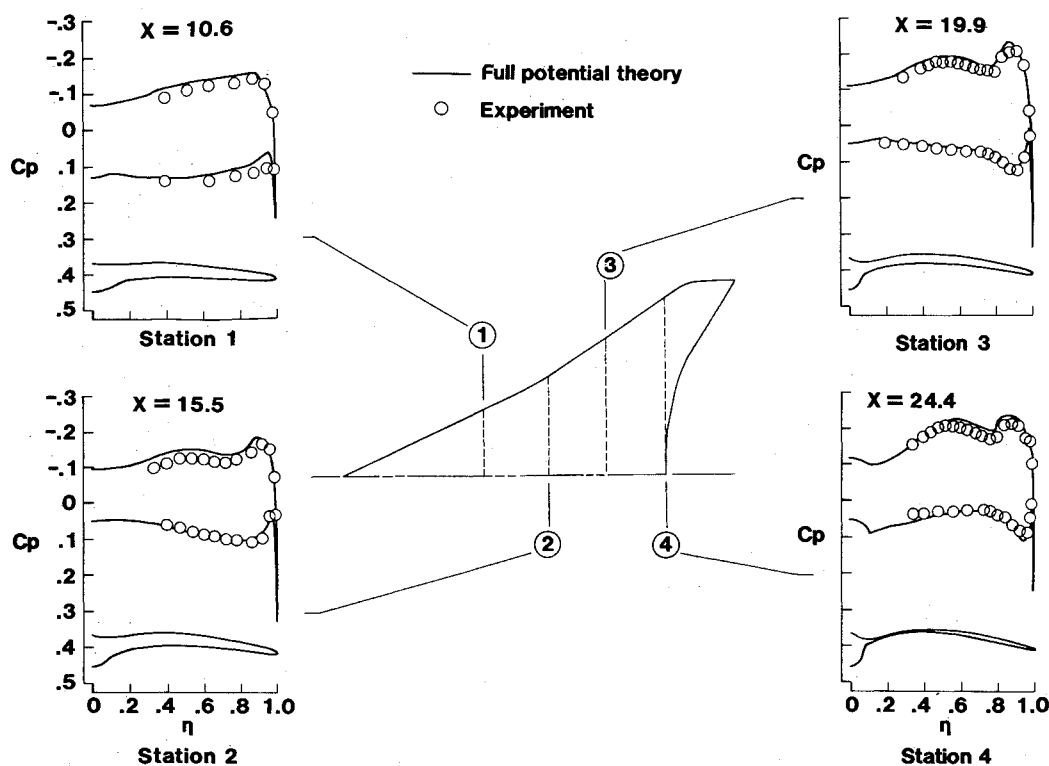 X = 10.6
-.3
-.2
-.1
0
.1
.2
.3
.4
.5
Cp
Station 1
Full potential theory
Experiment
X = 19.9
Cp
Station 3
1
2
3
4
X = 15.5
-.3
-.2
-.1
0
.1
.2
.3
.4
.5
Cp
0 .2 .4 .6 .8 1.0
η
Station 2
X = 24.4
Cp
0 .2 .4 .6 .8 1.0
η
Station 4